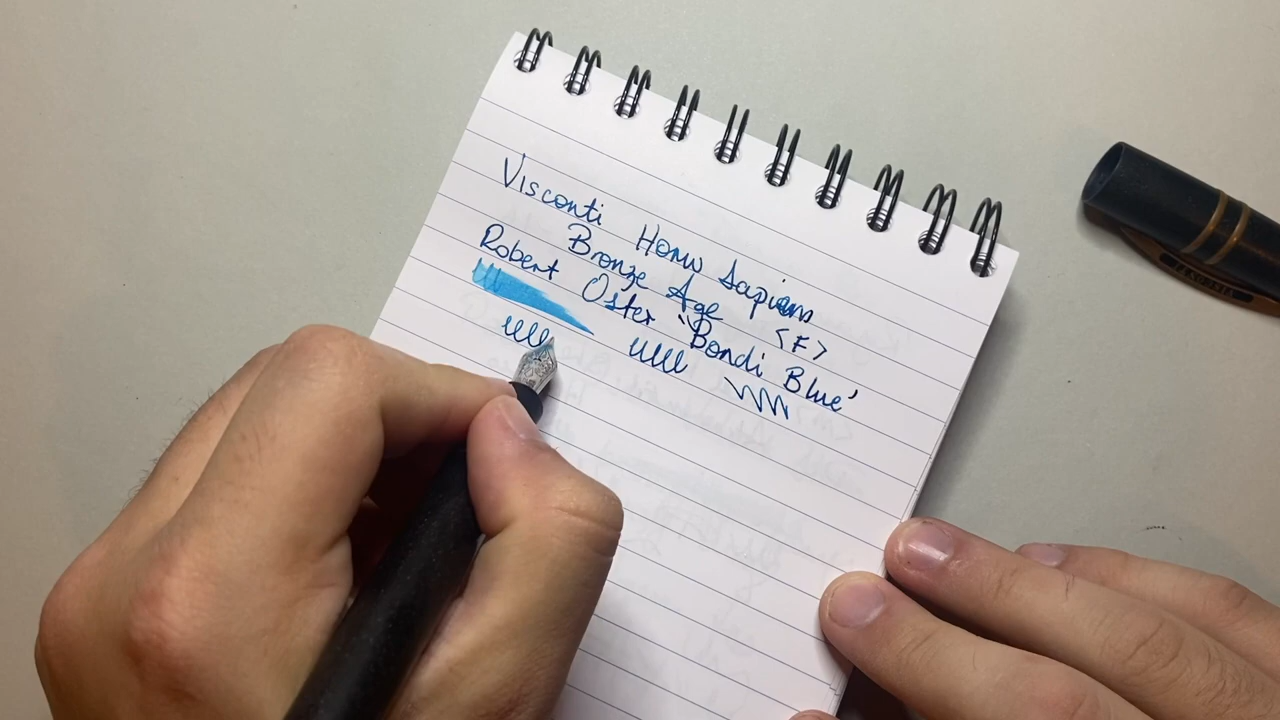 Visconti Homo Sapiens
Bronze Age <F>
Robert Oster 'Bondi Blue'